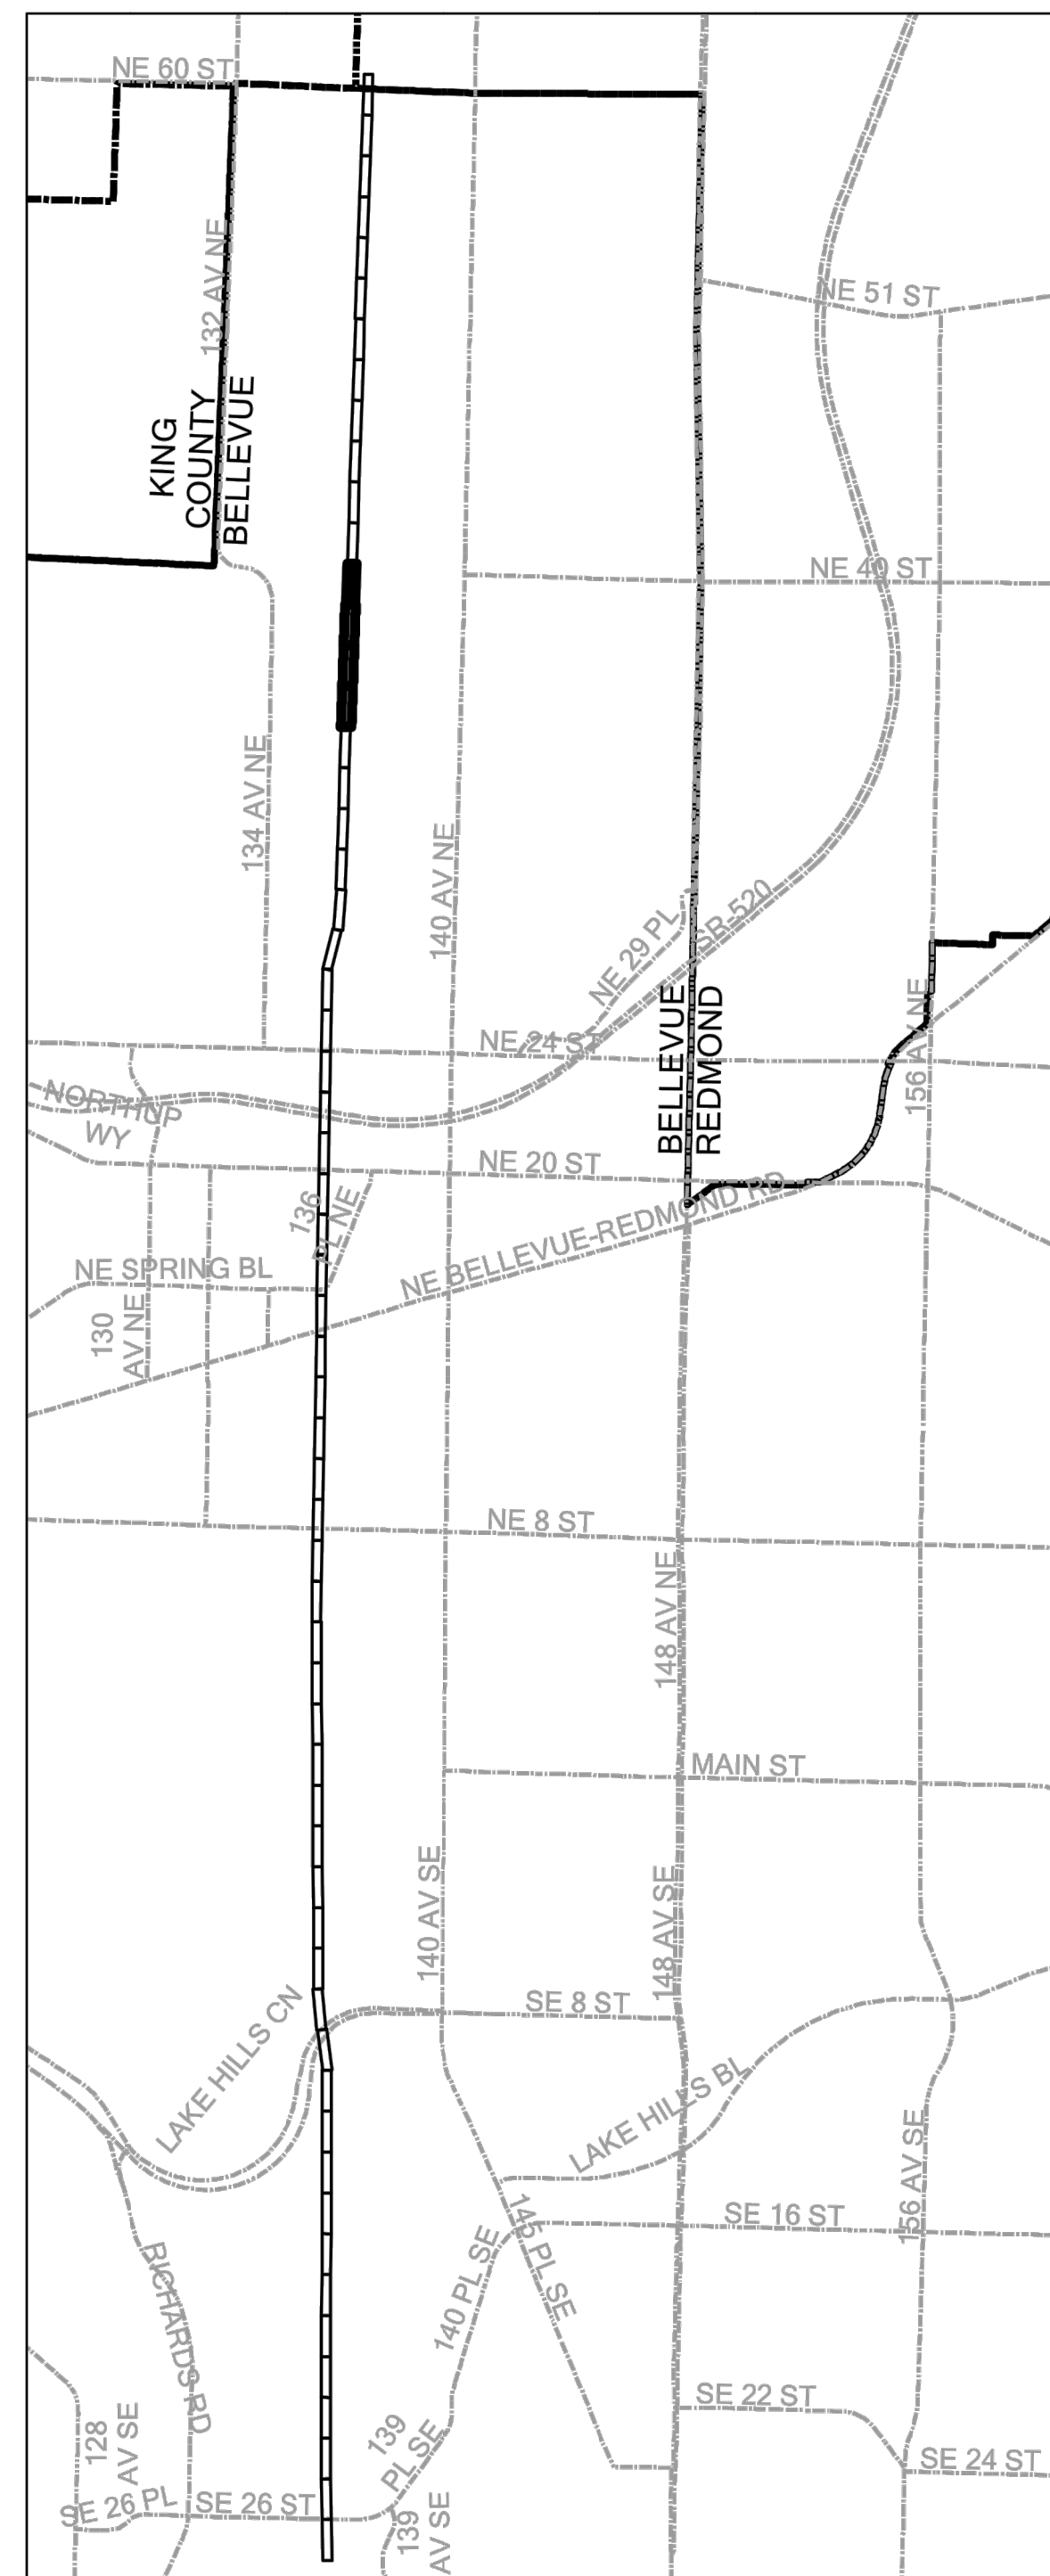 NE 60 ST
132 AV NE
NE 51 ST
KING
COUNTY
BELLEVUE
NE 40 ST
134 AV NE
140 AV NE
NE 29 PL
SR-520
BELLEVUE
REDMOND
156 AV NE
NE 24 ST
NORTHUP
WY
NE 20 ST
136
PL NE
NE BELLEVUE-REDMOND RD
NE SPRING BL
130
AV NE
NE 8 ST
148 AV NE
MAIN ST
140 AV SE
148 AV SE
LAKE HILLS CN
SE 8 ST
LAKE HILLS BL
156 AV SE
145 PL SE
SE 16 ST
140 PL SE
RICHARDS RD
SE 22 ST
128
AV SE
139
PL SE
SE 24 ST
SE 26 PL
SE 26 ST
139
AV SE